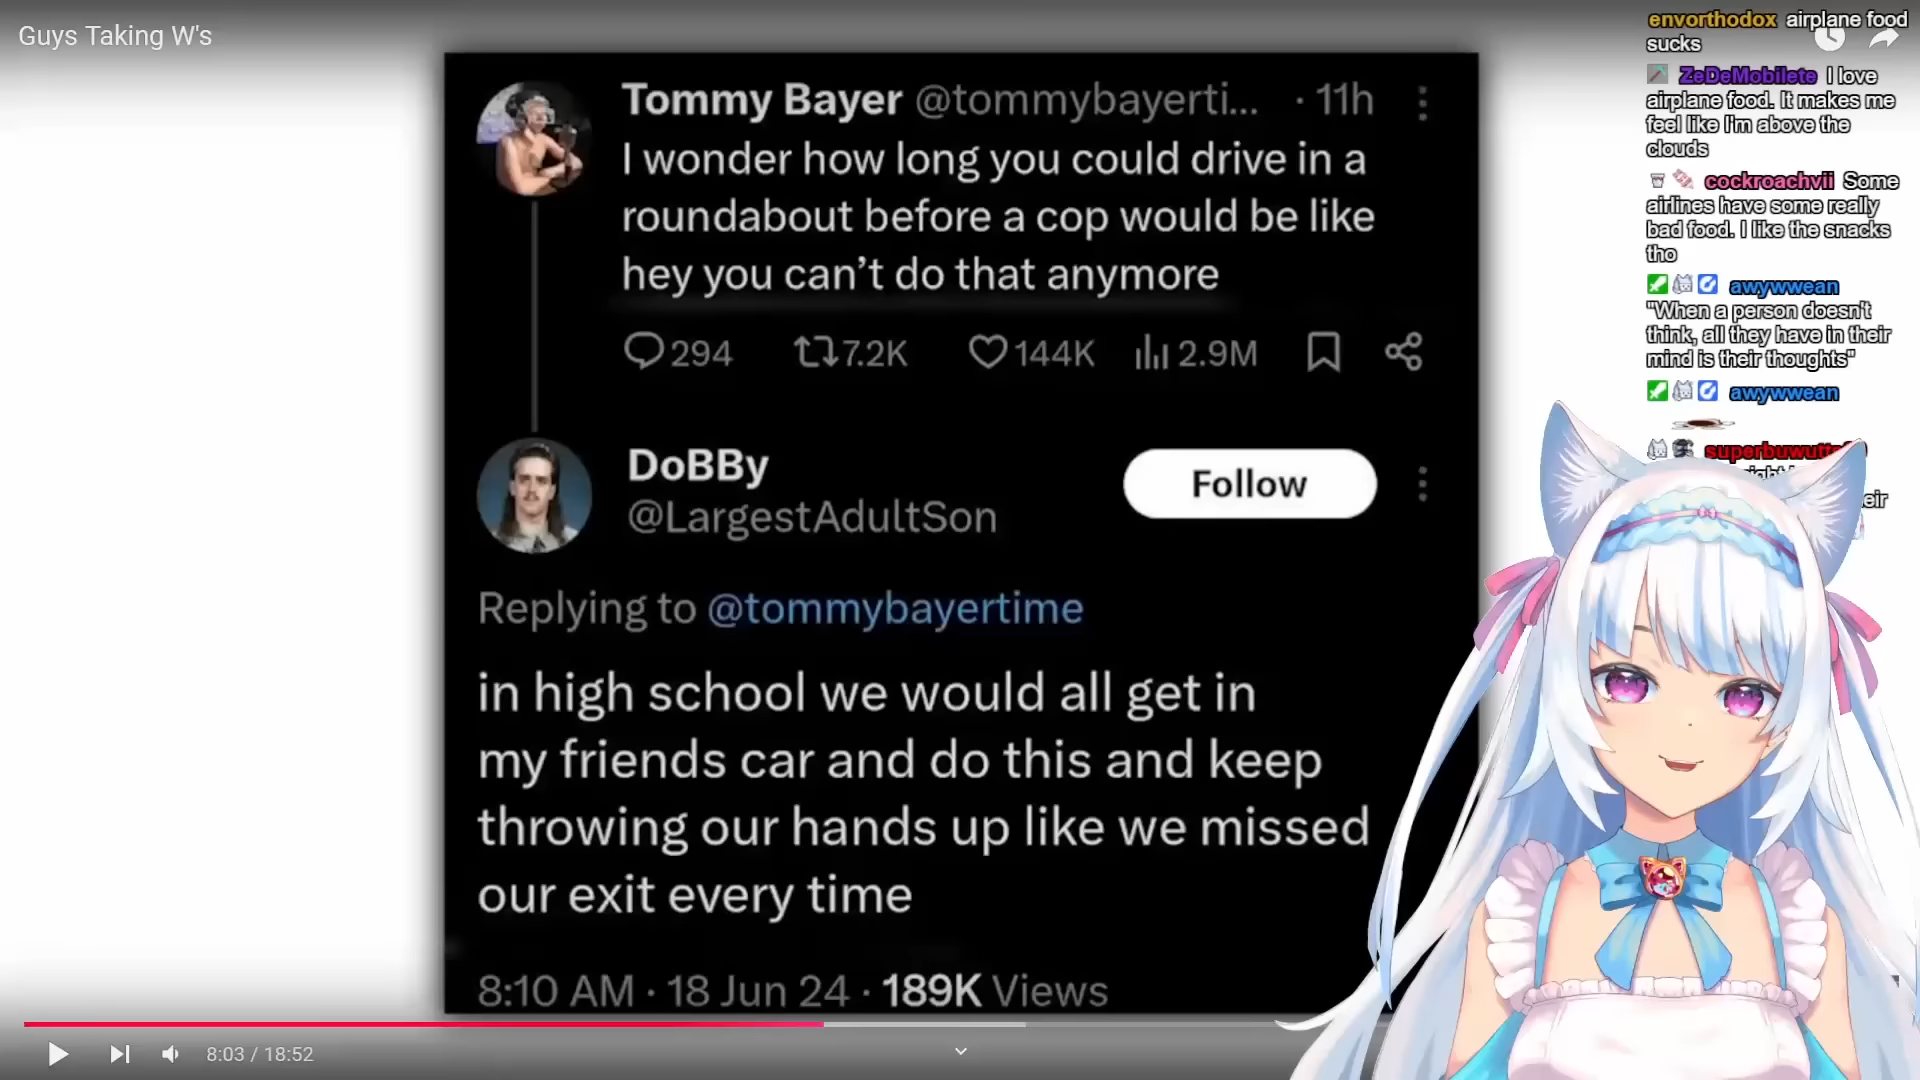 Guys Taking W's
Tommy Bayer @tommybayerti... · 11h
I wonder how long you could drive in a
roundabout before a cop would be like
hey you can't do that anymore
294 7.2K 144K 2.9M
DoBBy
@LargestAdultSon
Follow
Replying to @tommybayertime
in high school we would all get in
my friends car and do this and keep
throwing our hands up like we missed
our exit every time
8:10 AM · 18 Jun 24 · 189K Views
8:03 / 18:52
envorthodox airplane food
sucks
ZeDeMobilete I love
airplane food. It makes me
feel like I'm above the
clouds
cockroachvii Some
airlines have some really
bad food. I like the snacks
tho
awywwean
"When a person doesn't
think, all they have in their
mind is their thoughts"
awywwean